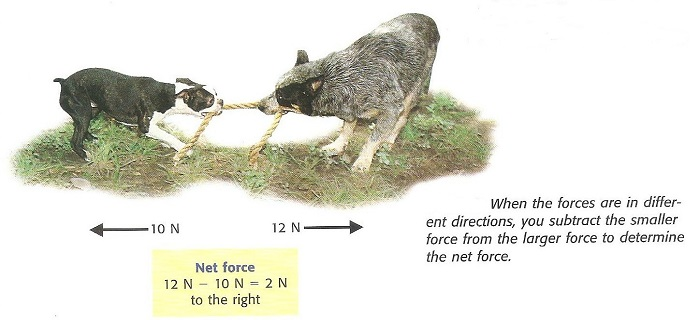 10 N 12 N
Net force
12 N − 10 N = 2 N
to the right
When the forces are in differ-
ent directions, you subtract the smaller
force from the larger force to determine
the net force.